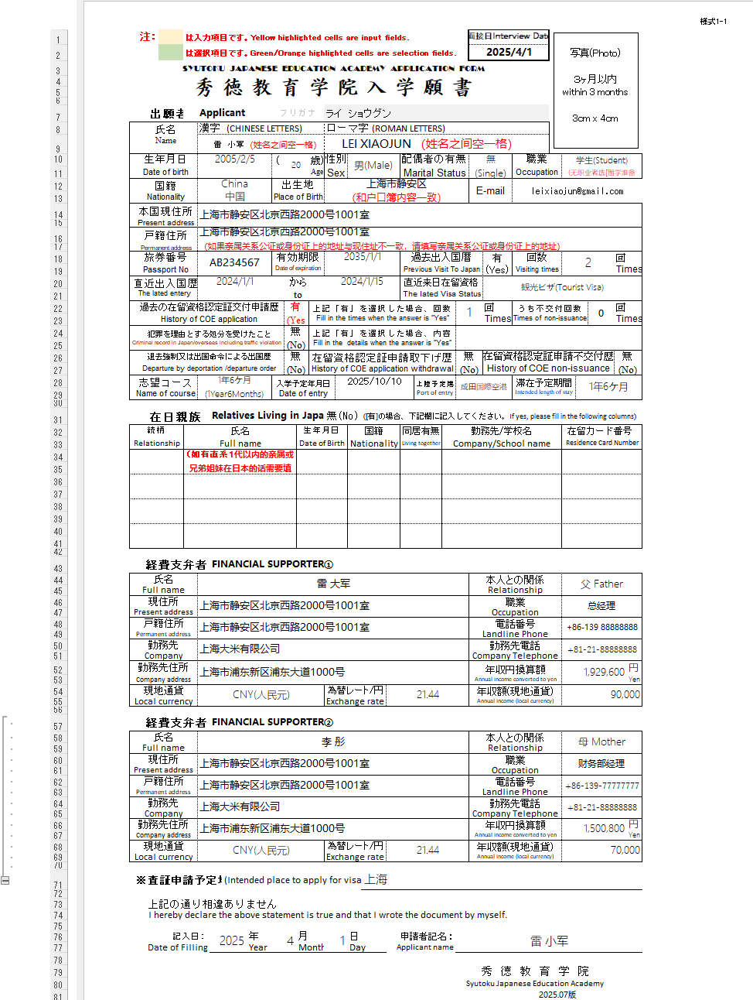 様式1-1
注： は入力項目です。Yellow highlighted cells are input fields.
は選択項目です。Green/Orange highlighted cells are selection fields.
面接日Interview Date
2025/4/1
写真(Photo)
3ヶ月以内
within 3 months
3cm x 4cm
SYUTOKU JAPANESE EDUCATION ACADEMY APPLICATION FORM
秀徳教育学院入学願書
出願者 Applicant フリガナ ライ ショウグン
氏名 Name 漢字 (CHINESE LETTERS) ローマ字 (ROMAN LETTERS)
雷 小军 (姓名之间空一格) LEI XIAOJUN (姓名之间空一格)
生年月日 2005/2/5 ( 20 歳) 性別 男(Male) 配偶者の有無 無 職業 学生(Student)
Date of birth Age Sex Marital Status (Single) Occupation (无职业者选[留学准备
国籍 China 出生地 上海市静安区 E-mail leixiaojun@gmail.com
Nationality 中国 Place of Birth (和户口簿内容一致)
本国現住所 上海市静安区北京西路2000号1001室
Present address
戸籍住所 上海市静安区北京西路2000号1001室
Permanent address (如果亲属关系公证或身份证上的地址与现住址不一致，请填写亲属关系公证或身份证上的地址)
旅券番号 AB234567 有効期限 2035/1/1 過去出入国暦 有 回数 2 回
Passport No Date of expiration Previous Visit To Japan (Yes) Visiting times Times
直近出入国歴 2024/1/1 から 2024/1/15 直近来日在留資格 観光ビザ(Tourist Visa)
The lated entery to The lated Visa Status
過去の在留資格認定証交付申請歴 有 上記「有」を選択した場合、回数 1 回 うち不交付回数 0 回
History of COE application (Yes Fill in the times when the answer is "Yes" Times Times of non-issuance Times
犯罪を理由とする処分を受けたこと 無 上記「有」を選択した場合、内容
Criminal record in Japan/overseas including traffic violation (No) Fill in the details when the answer is "Yes"
退去強制又は出国命令による出国歴 無 在留資格認定証申請取下げ歴 無 在留資格認定証申請不交付歴 無
Departure by deportation /departure order (No) History of COE application withdrawal (No) History of COE non-issuance (No)
志望コース 1年6ケ月 入学予定年月日 2025/10/10 上陸予定港 成田国際空港 滞在予定期間 1年6ケ月
Name of course (1Year6Months) Date of entry Port of entry Intended length of stay
在日親族 Relatives Living in Japa 無(No) ([有]の場合、下記欄に記入してください。If yes, please fill in the following columns)
続柄 氏名 生年月日 国籍 同居有無 勤務先/学校名 在留カード番号
Relationship Full name Date of Birth Nationality Living together Company/School name Residence Card Number
(如有直系1代以内的亲属或
兄弟姐妹在日本的话需要填
経費支弁者 FINANCIAL SUPPORTER①
氏名 雷 大军 本人との関係 父 Father
Full name Relationship
現住所 上海市静安区北京西路2000号1001室 職業 总经理
Present address Occupation
戸籍住所 上海市静安区北京西路2000号1001室 電話番号 +86-139 88888888
Permanent address Landline Phone
勤務先 上海大米有限公司 勤務先電話 +81-21-88888888
Company Company Telephone
勤務先住所 上海市浦东新区浦东大道1000号 年収円換算額 1,929,600 円
Company address Annual income converted to yen Yen
現地通貨 CNY(人民元) 為替レート/円 21.44 年収額(現地通貨) 90,000
Local currency Exchange rate Annual income (local currency)
経費支弁者 FINANCIAL SUPPORTER②
氏名 李 彤 本人との関係 母 Mother
Full name Relationship
現住所 上海市静安区北京西路2000号1001室 職業 财务部经理
Present address Occupation
戸籍住所 上海市静安区北京西路2000号1001室 電話番号 +86-139-77777777
Permanent address Landline Phone
勤務先 上海大米有限公司 勤務先電話 +81-21-88888888
Company Company Telephone
勤務先住所 上海市浦东新区浦东大道1000号 年収円換算額 1,500,800 円
Company address Annual income converted to yen Yen
現地通貨 CNY(人民元) 為替レート/円 21.44 年収額(現地通貨) 70,000
Local currency Exchange rate Annual income (local currency)
※査証申請予定地(Intended place to apply for visa 上海
上記の通り相違ありません
I hereby declare the above statement is true and that I wrote the document by myself.
記入日： 2025 年 4 月 1 日 申請者記名： 雷 小军
Date of Filling Year Month Day Applicant name
秀徳教育学院
Syutoku Japanese Education Academy
2025.07版